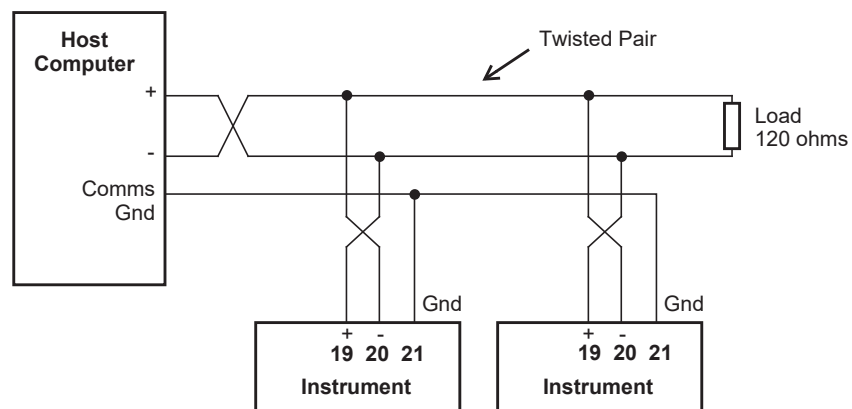 Host
Computer
Twisted Pair
+
-
Load
120 ohms
Comms
Gnd
Gnd
Gnd
+ -
19 20 21
Instrument
+ -
19 20 21
Instrument